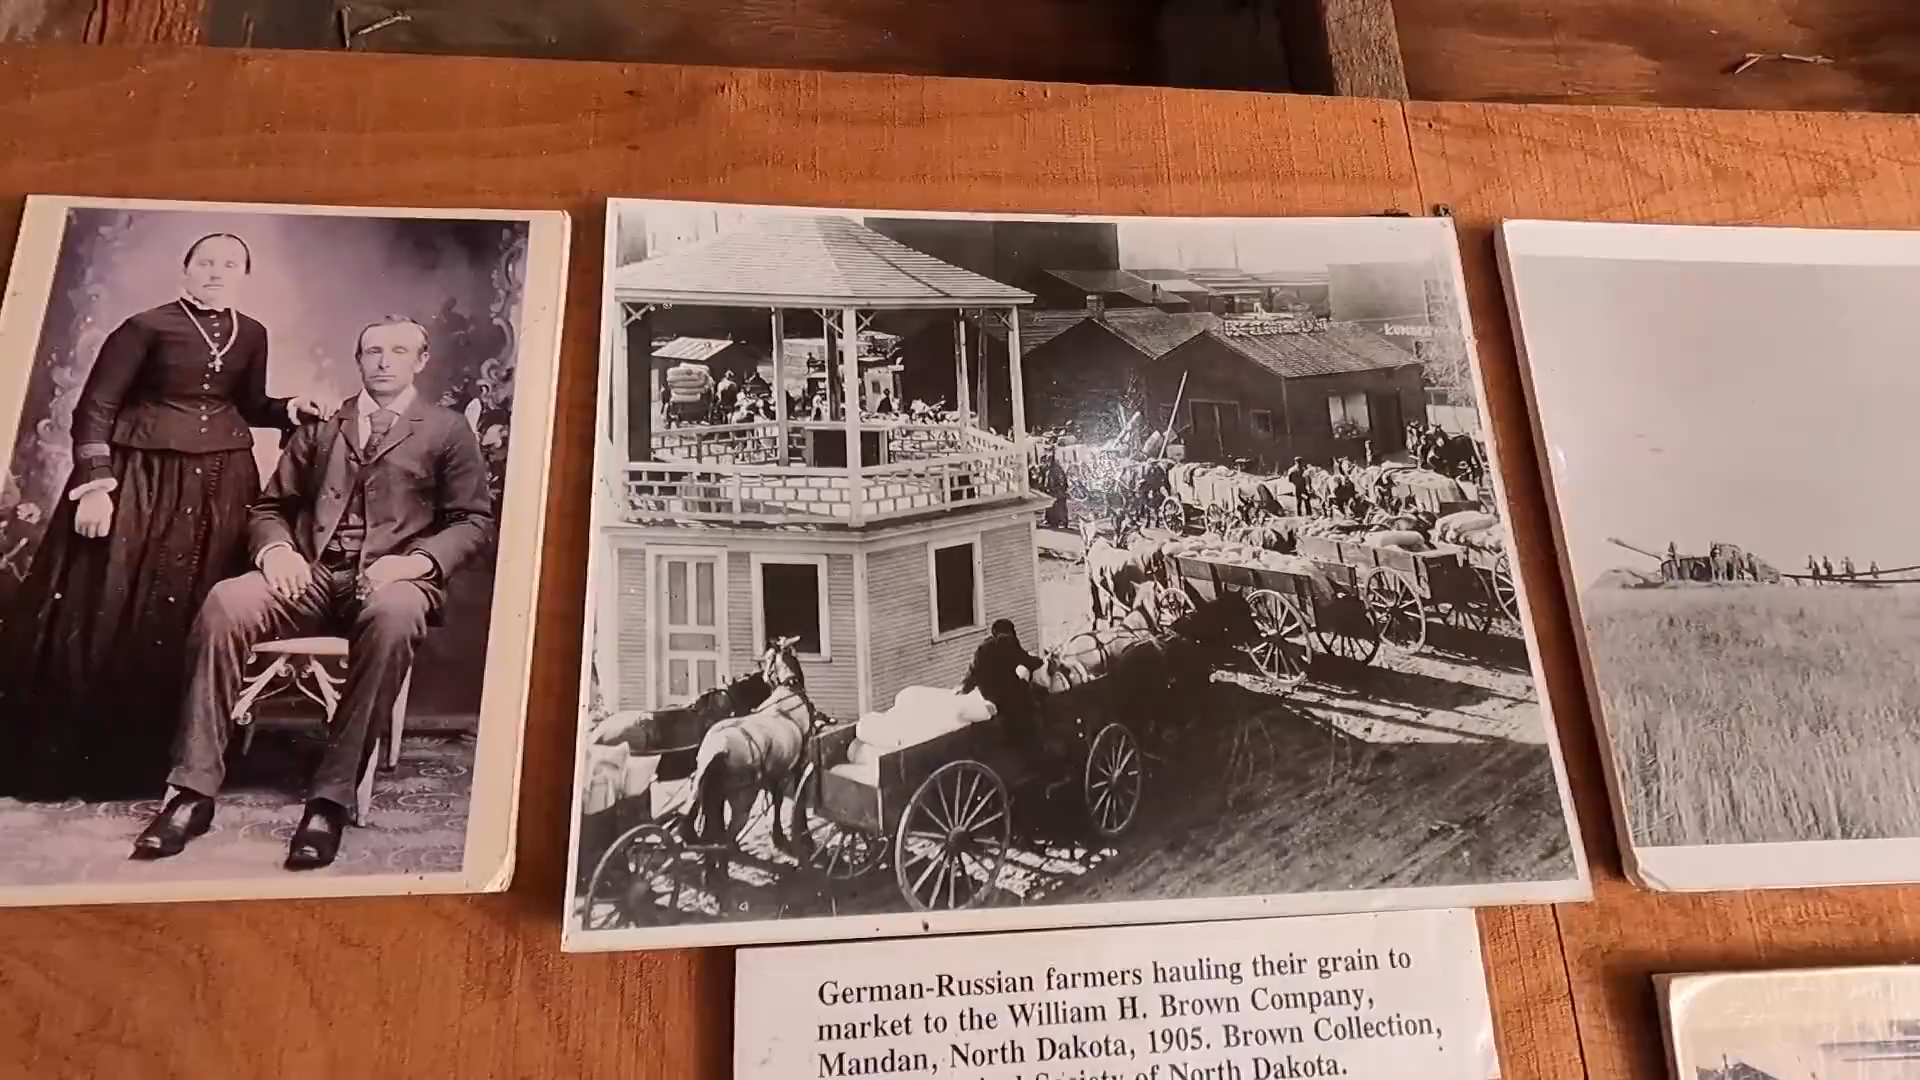 LUMBER
German-Russian farmers hauling their grain to
market to the William H. Brown Company,
Mandan, North Dakota, 1905. Brown Collection,
of North Dakota.